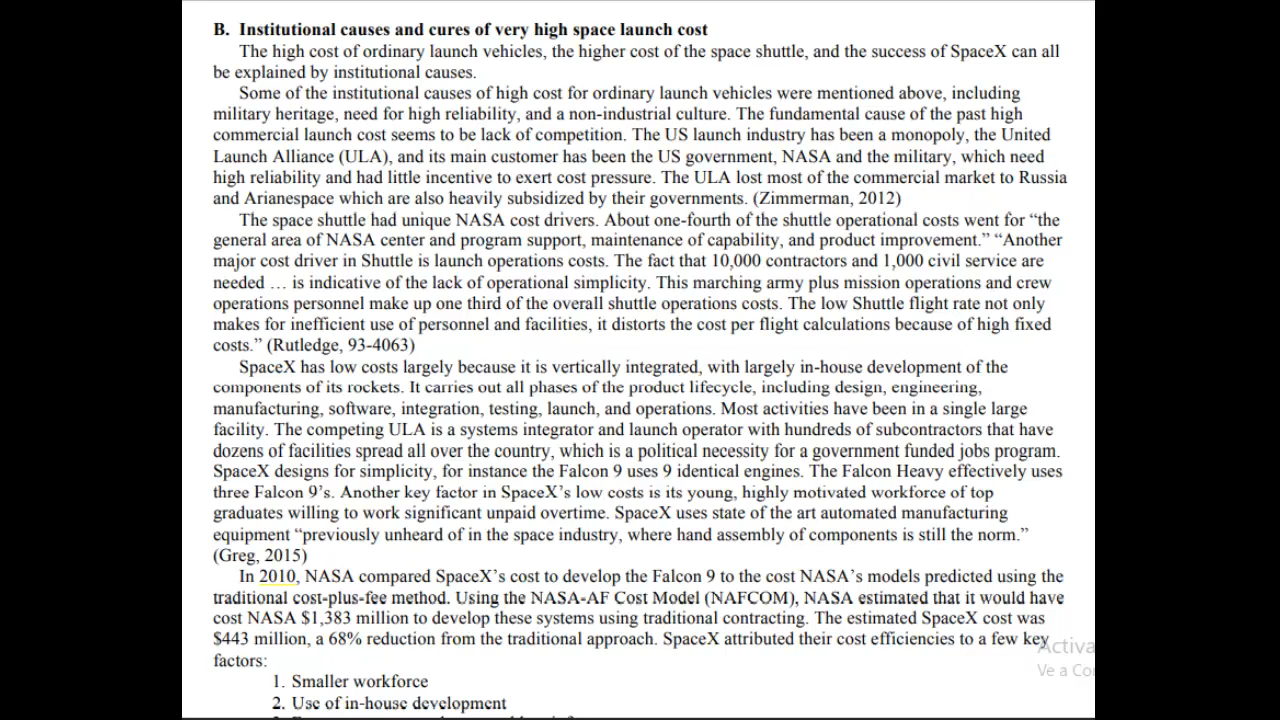 B. Institutional causes and cures of very high space launch cost
The high cost of ordinary launch vehicles, the higher cost of the space shuttle, and the success of SpaceX can all
be explained by institutional causes.
Some of the institutional causes of high cost for ordinary launch vehicles were mentioned above, including
military heritage, need for high reliability, and a non-industrial culture. The fundamental cause of the past high
commercial launch cost seems to be lack of competition. The US launch industry has been a monopoly, the United
Launch Alliance (ULA), and its main customer has been the US government, NASA and the military, which need
high reliability and had little incentive to exert cost pressure. The ULA lost most of the commercial market to Russia
and Arianespace which are also heavily subsidized by their governments. (Zimmerman, 2012)
The space shuttle had unique NASA cost drivers. About one-fourth of the shuttle operational costs went for “the
general area of NASA center and program support, maintenance of capability, and product improvement.” “Another
major cost driver in Shuttle is launch operations costs. The fact that 10,000 contractors and 1,000 civil service are
needed … is indicative of the lack of operational simplicity. This marching army plus mission operations and crew
operations personnel make up one third of the overall shuttle operations costs. The low Shuttle flight rate not only
makes for inefficient use of personnel and facilities, it distorts the cost per flight calculations because of high fixed
costs.” (Rutledge, 93-4063)
SpaceX has low costs largely because it is vertically integrated, with largely in-house development of the
components of its rockets. It carries out all phases of the product lifecycle, including design, engineering,
manufacturing, software, integration, testing, launch, and operations. Most activities have been in a single large
facility. The competing ULA is a systems integrator and launch operator with hundreds of subcontractors that have
dozens of facilities spread all over the country, which is a political necessity for a government funded jobs program.
SpaceX designs for simplicity, for instance the Falcon 9 uses 9 identical engines. The Falcon Heavy effectively uses
three Falcon 9’s. Another key factor in SpaceX’s low costs is its young, highly motivated workforce of top
graduates willing to work significant unpaid overtime. SpaceX uses state of the art automated manufacturing
equipment “previously unheard of in the space industry, where hand assembly of components is still the norm.”
(Greg, 2015)
In 2010, NASA compared SpaceX’s cost to develop the Falcon 9 to the cost NASA’s models predicted using the
traditional cost-plus-fee method. Using the NASA-AF Cost Model (NAFCOM), NASA estimated that it would have
cost NASA $1,383 million to develop these systems using traditional contracting. The estimated SpaceX cost was
$443 million, a 68% reduction from the traditional approach. SpaceX attributed their cost efficiencies to a few key
factors:
1. Smaller workforce
2. Use of in-house development
Activa
Ve a Co